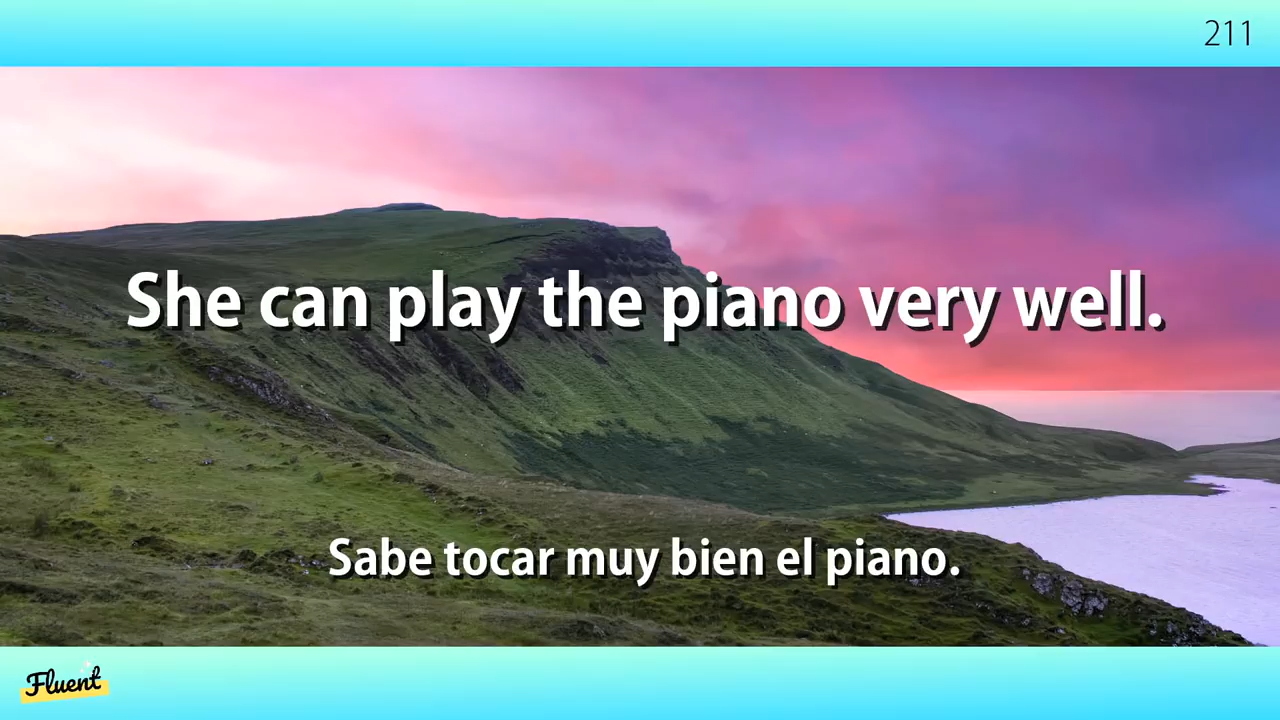 211
She can play the piano very well.
Sabe tocar muy bien el piano.
Fluent